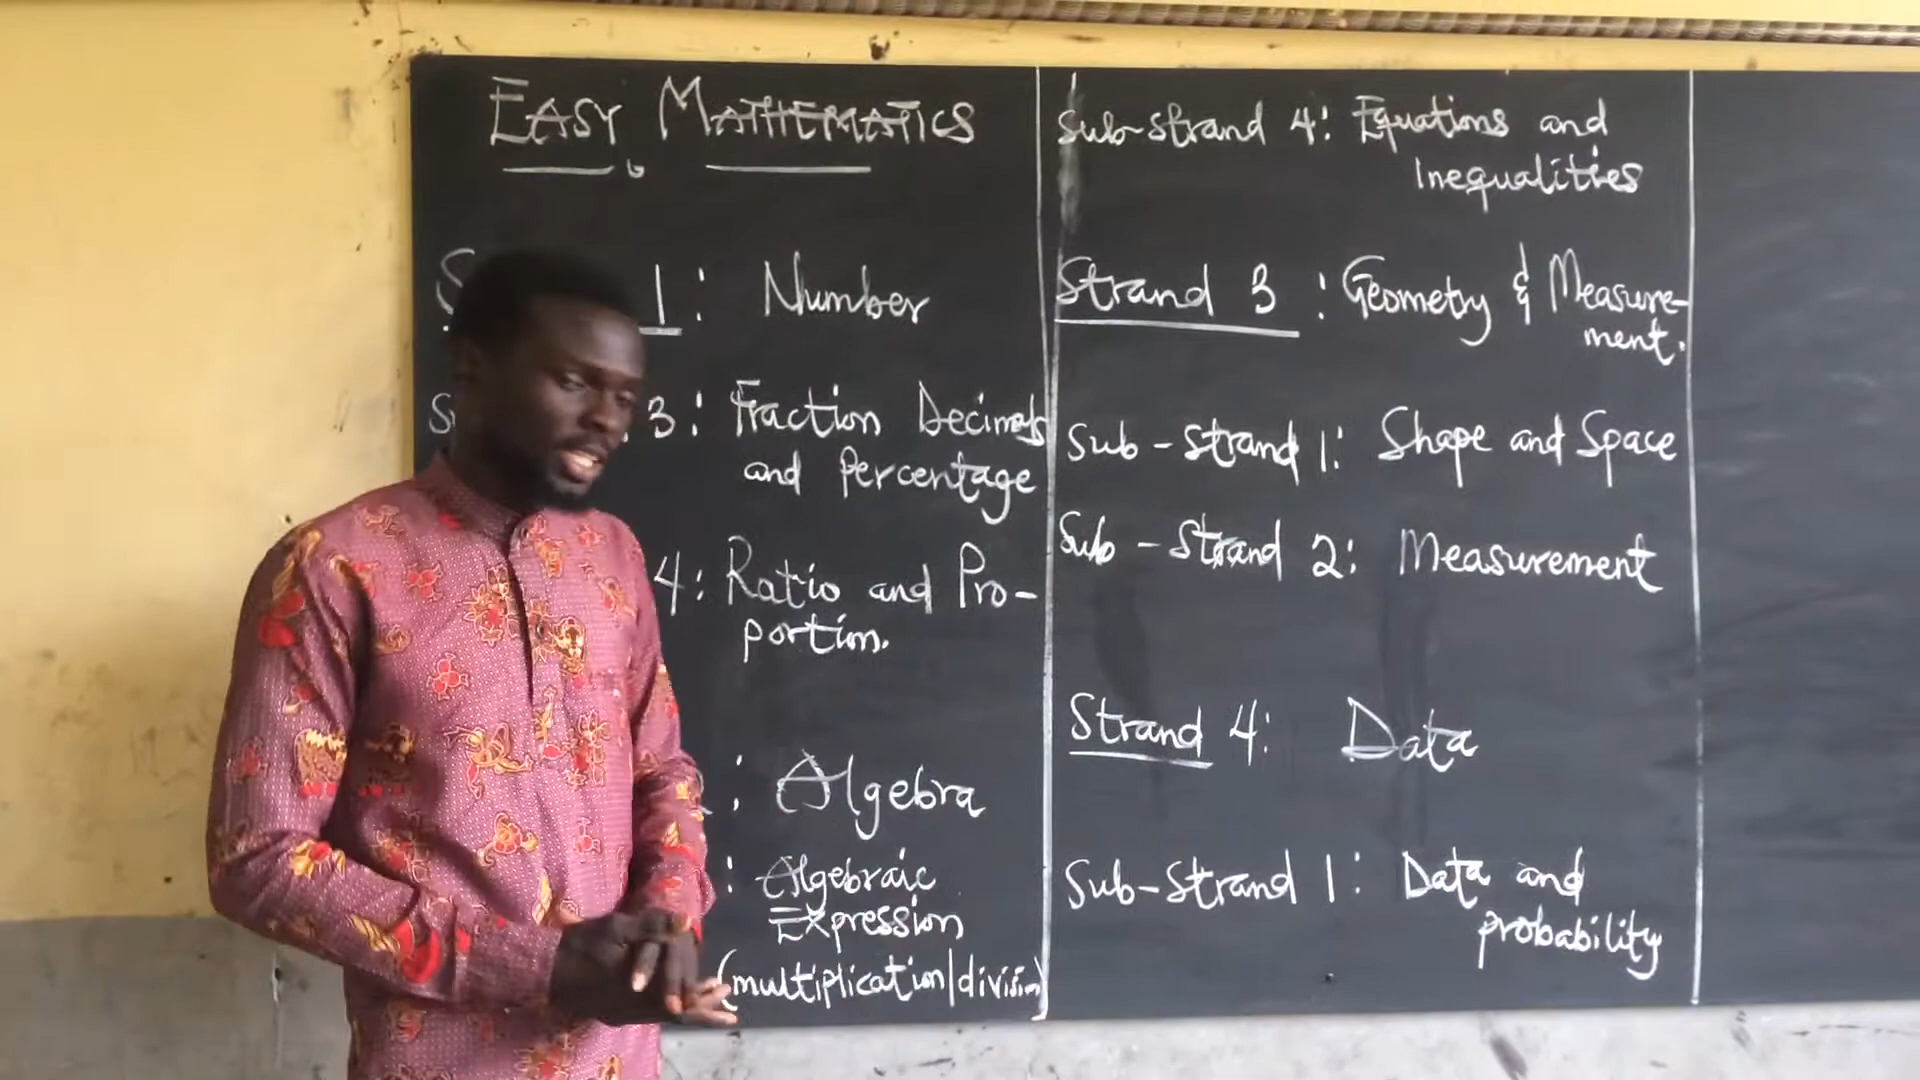 EASY MATHEMATICS
1: Number
3: Fraction Decimals
and Percentage
4: Ratio and Pro-
portion.
: Algebra
: Algebraic
Expression
(multiplication/division)
Sub-strand 4: Equations and
Inequalities
Strand 3: Geometry & Measure-
ment.
Sub-Strand 1: Shape and Space
Sub-Strand 2: Measurement
Strand 4: Data
Sub-Strand 1: Data and
probability